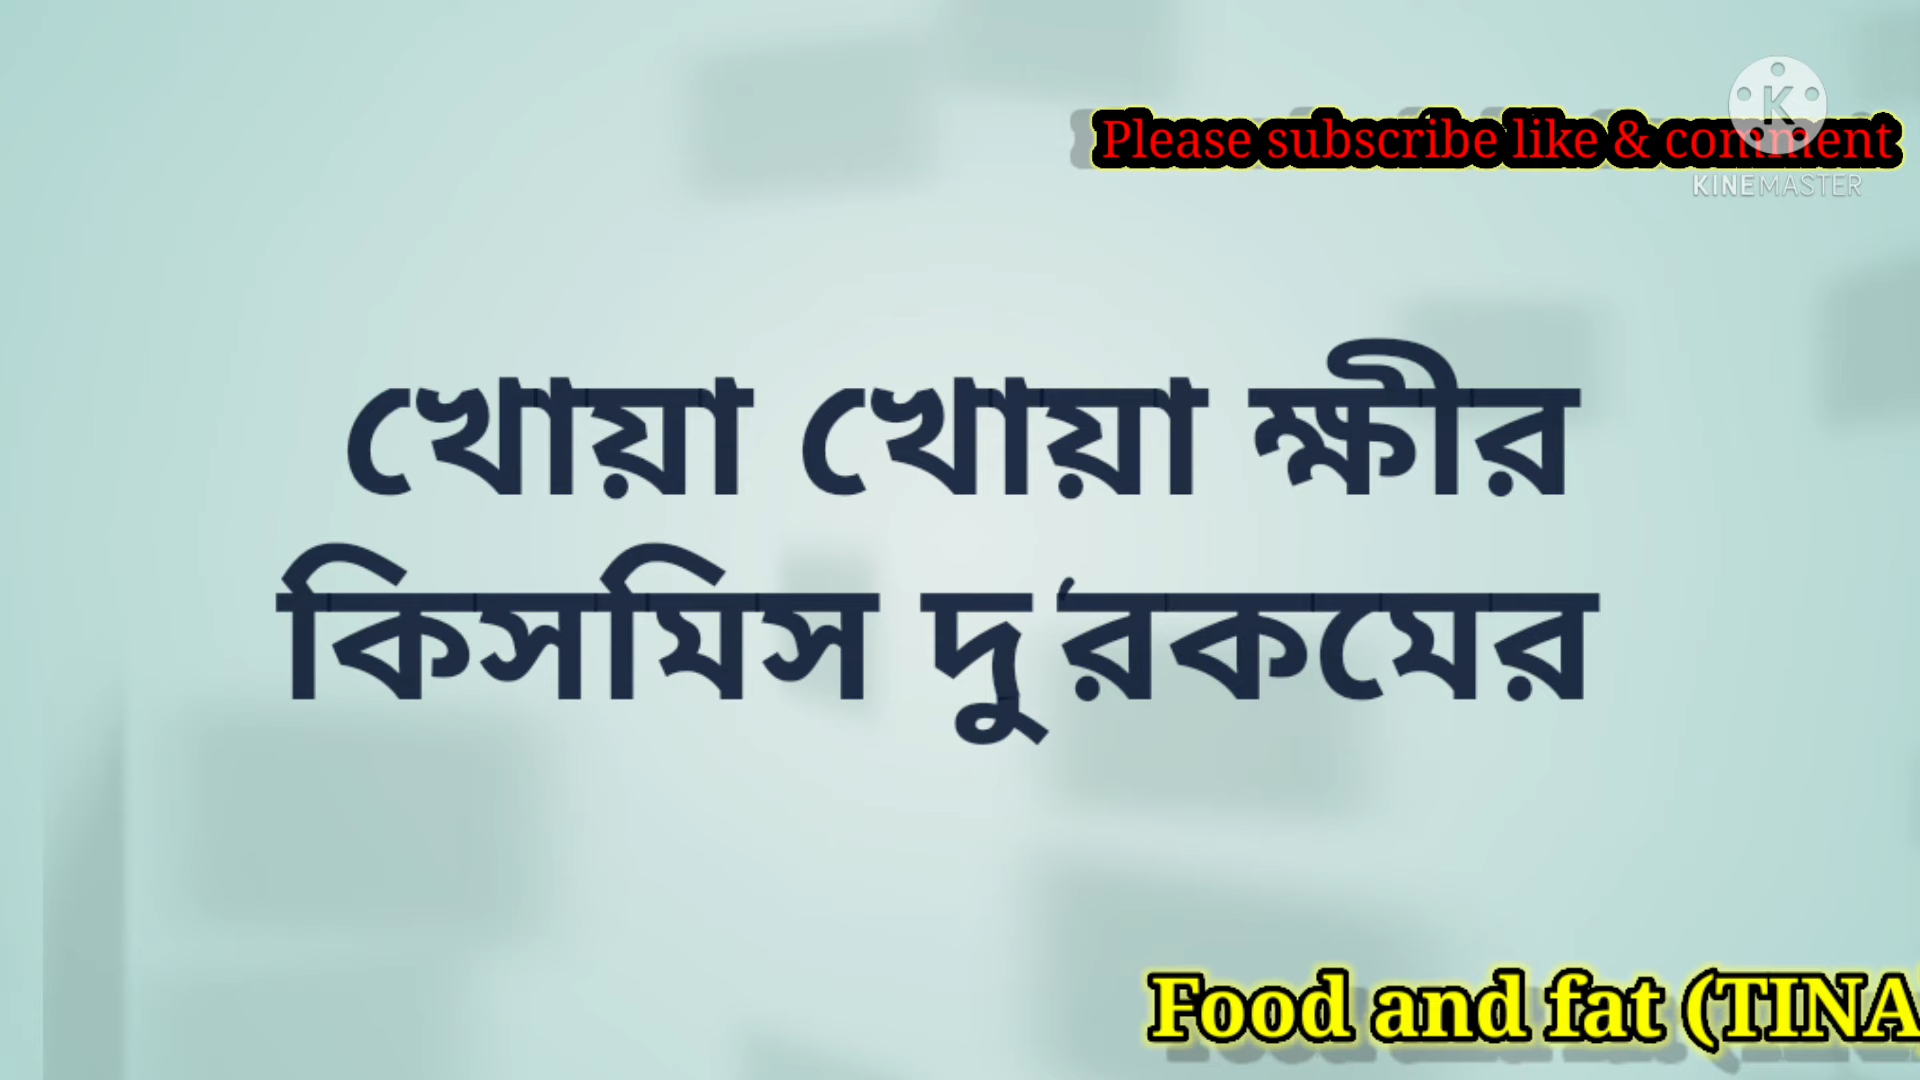 Please subscribe like & comment
KINEMASTER
খোয়া খোয়া ক্ষীর
কিসমিস দু'রকমের
Food and fat (TINA